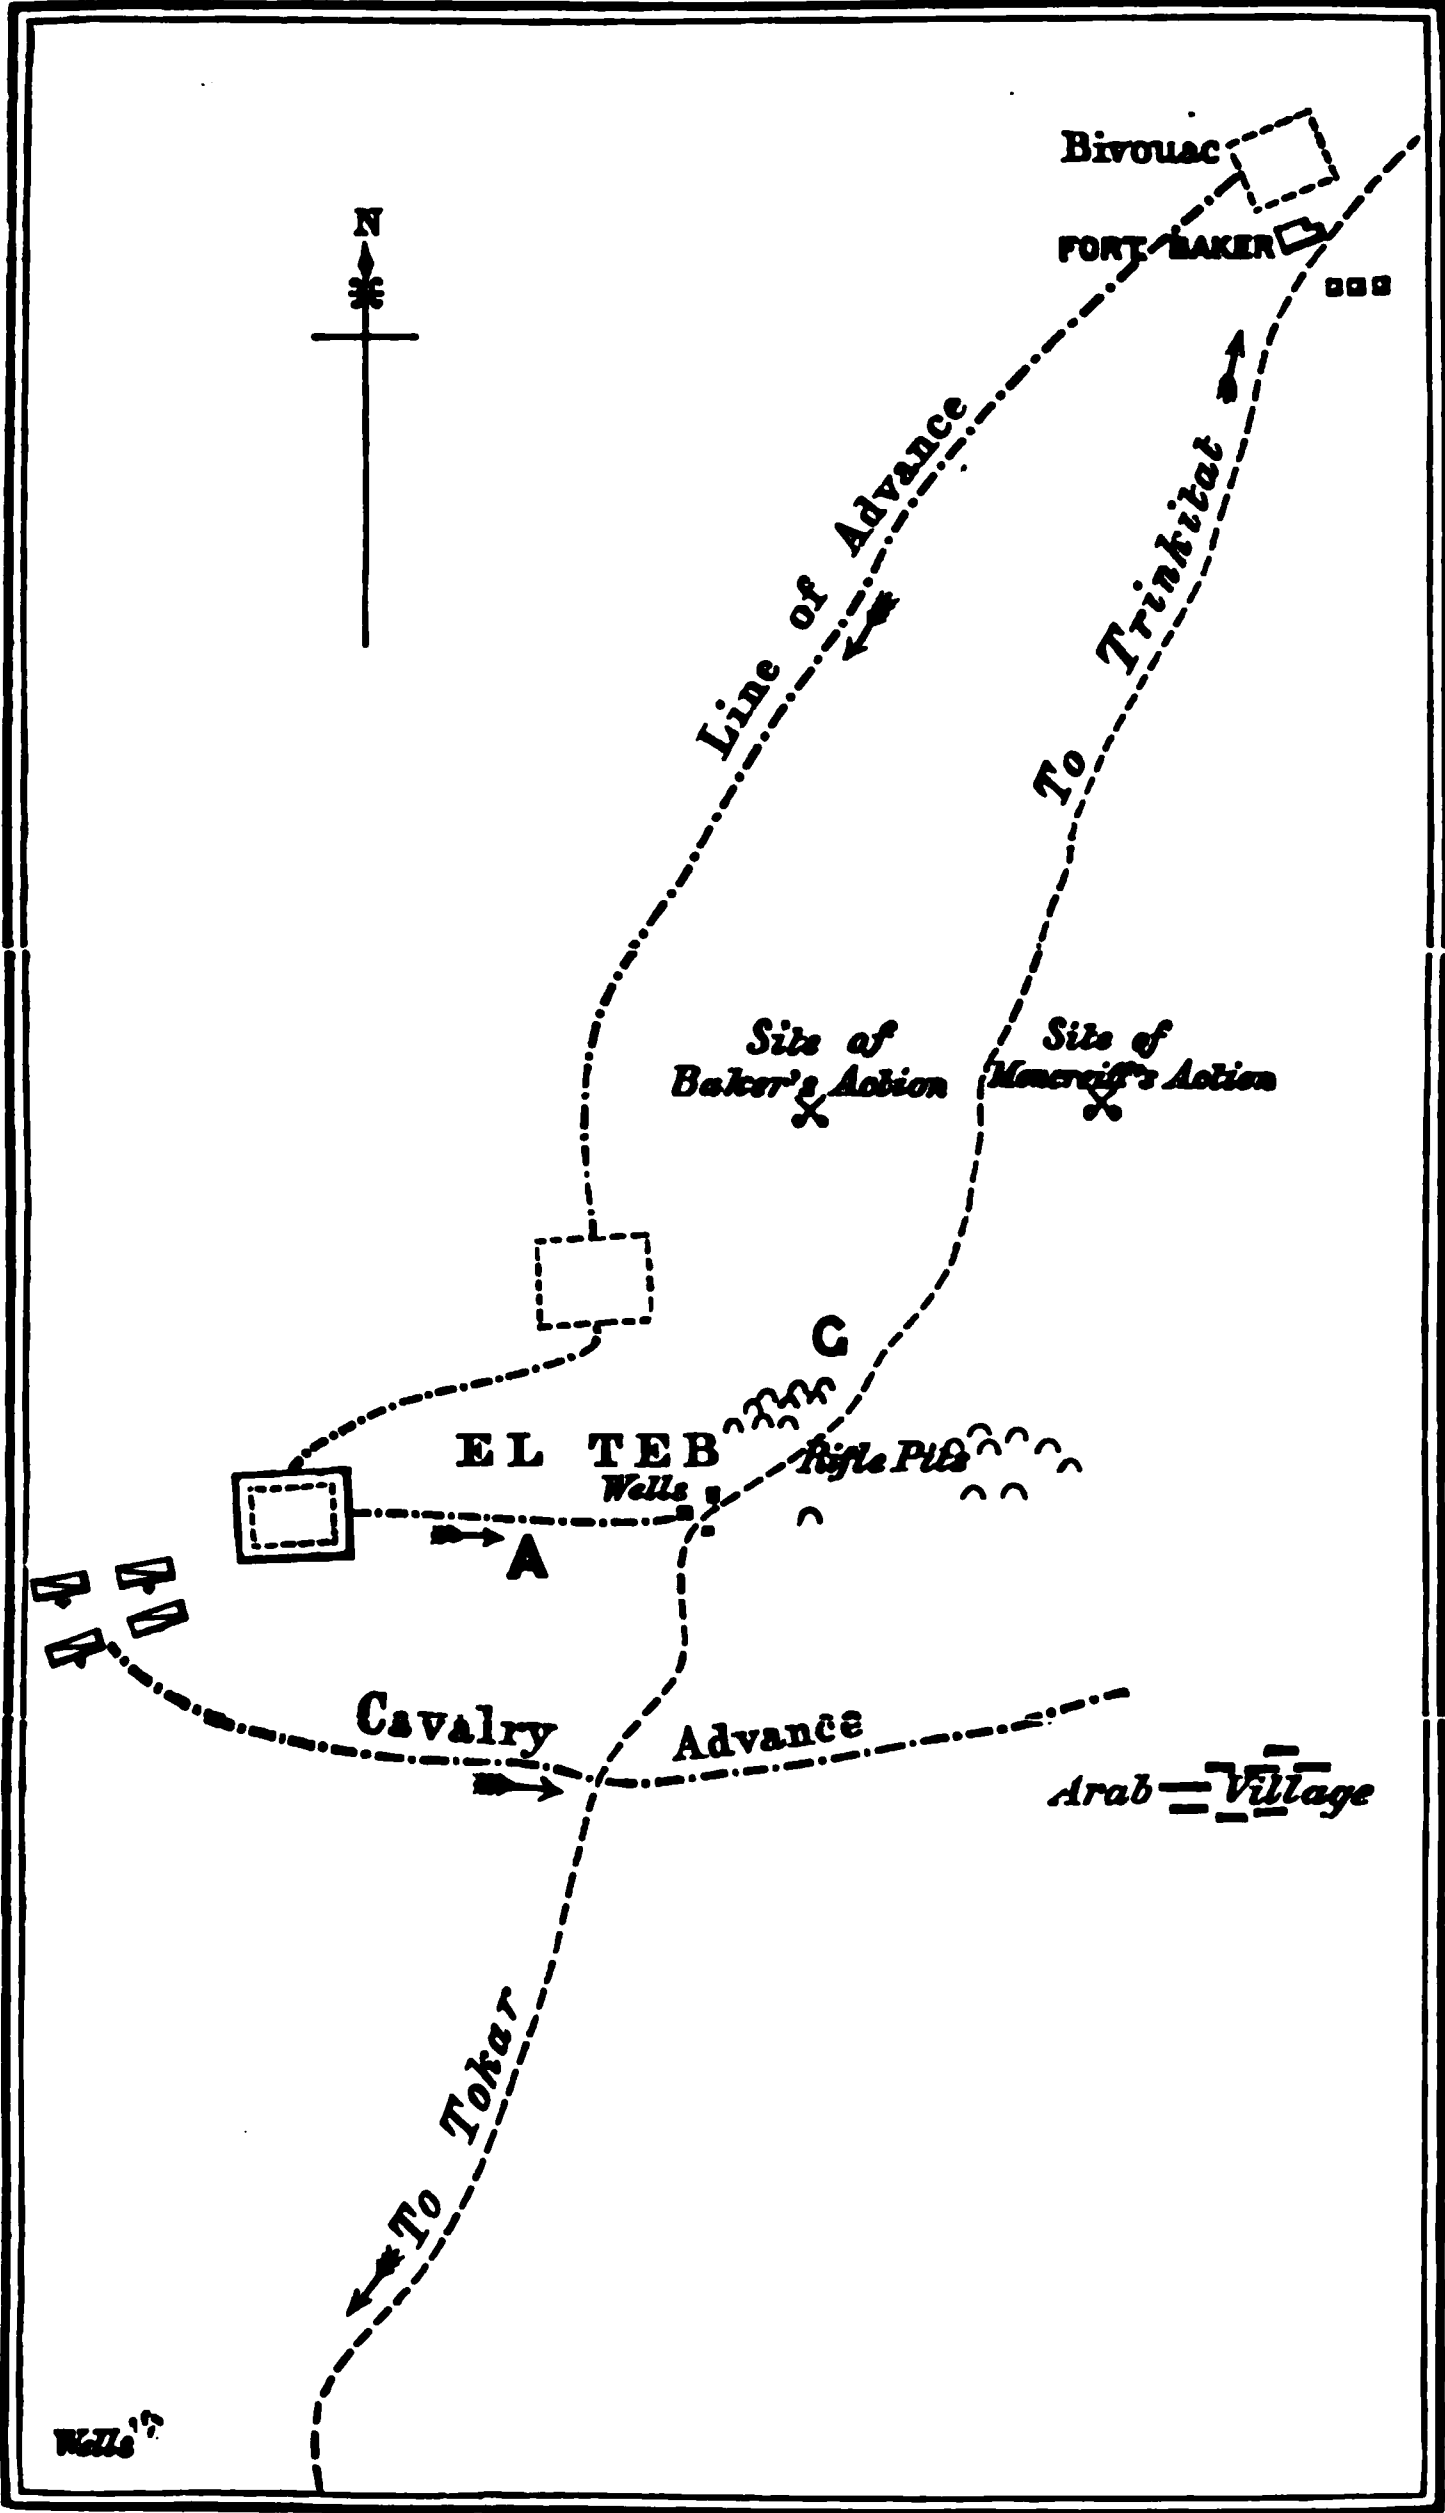 N
Bivouac
FORT BAKER
Line of Advance
To Trinkitat
Site of
Baker's Action
Site of
Moncreiff's Action
C
EL TEB
Wells
Rifle Pits
A
Cavalry Advance
Arab Village
To Tokar
Wells